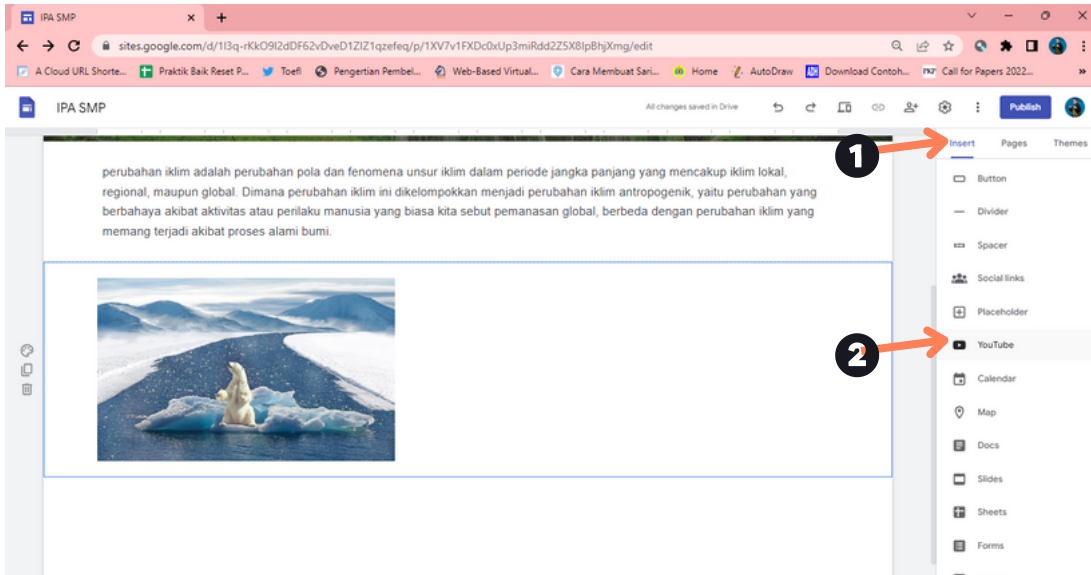 IPA SMP
sites.google.com/d/1I3q-rKkO9I2dDF62vDveD1ZIZ1qzefeq/p/1XV7v1FXDc0xUp3miRdd2Z5X8IpBhjXmg/edit
A Cloud URL Shorte... Praktik Baik Reset P... Toefl Pengertian Pembel... Web-Based Virtual... Cara Membuat Sari... Home AutoDraw Download Contoh... Call for Papers 2022...
IPA SMP All changes saved in Drive Publish
1
Insert Pages Themes
perubahan iklim adalah perubahan pola dan fenomena unsur iklim dalam periode jangka panjang yang mencakup iklim lokal,
regional, maupun global. Dimana perubahan iklim ini dikelompokkan menjadi perubahan iklim antropogenik, yaitu perubahan yang
berbahaya akibat aktivitas atau perilaku manusia yang biasa kita sebut pemanasan global, berbeda dengan perubahan iklim yang
memang terjadi akibat proses alami bumi.
Button
Divider
Spacer
Social links
Placeholder
2
YouTube
Calendar
Map
Docs
Slides
Sheets
Forms